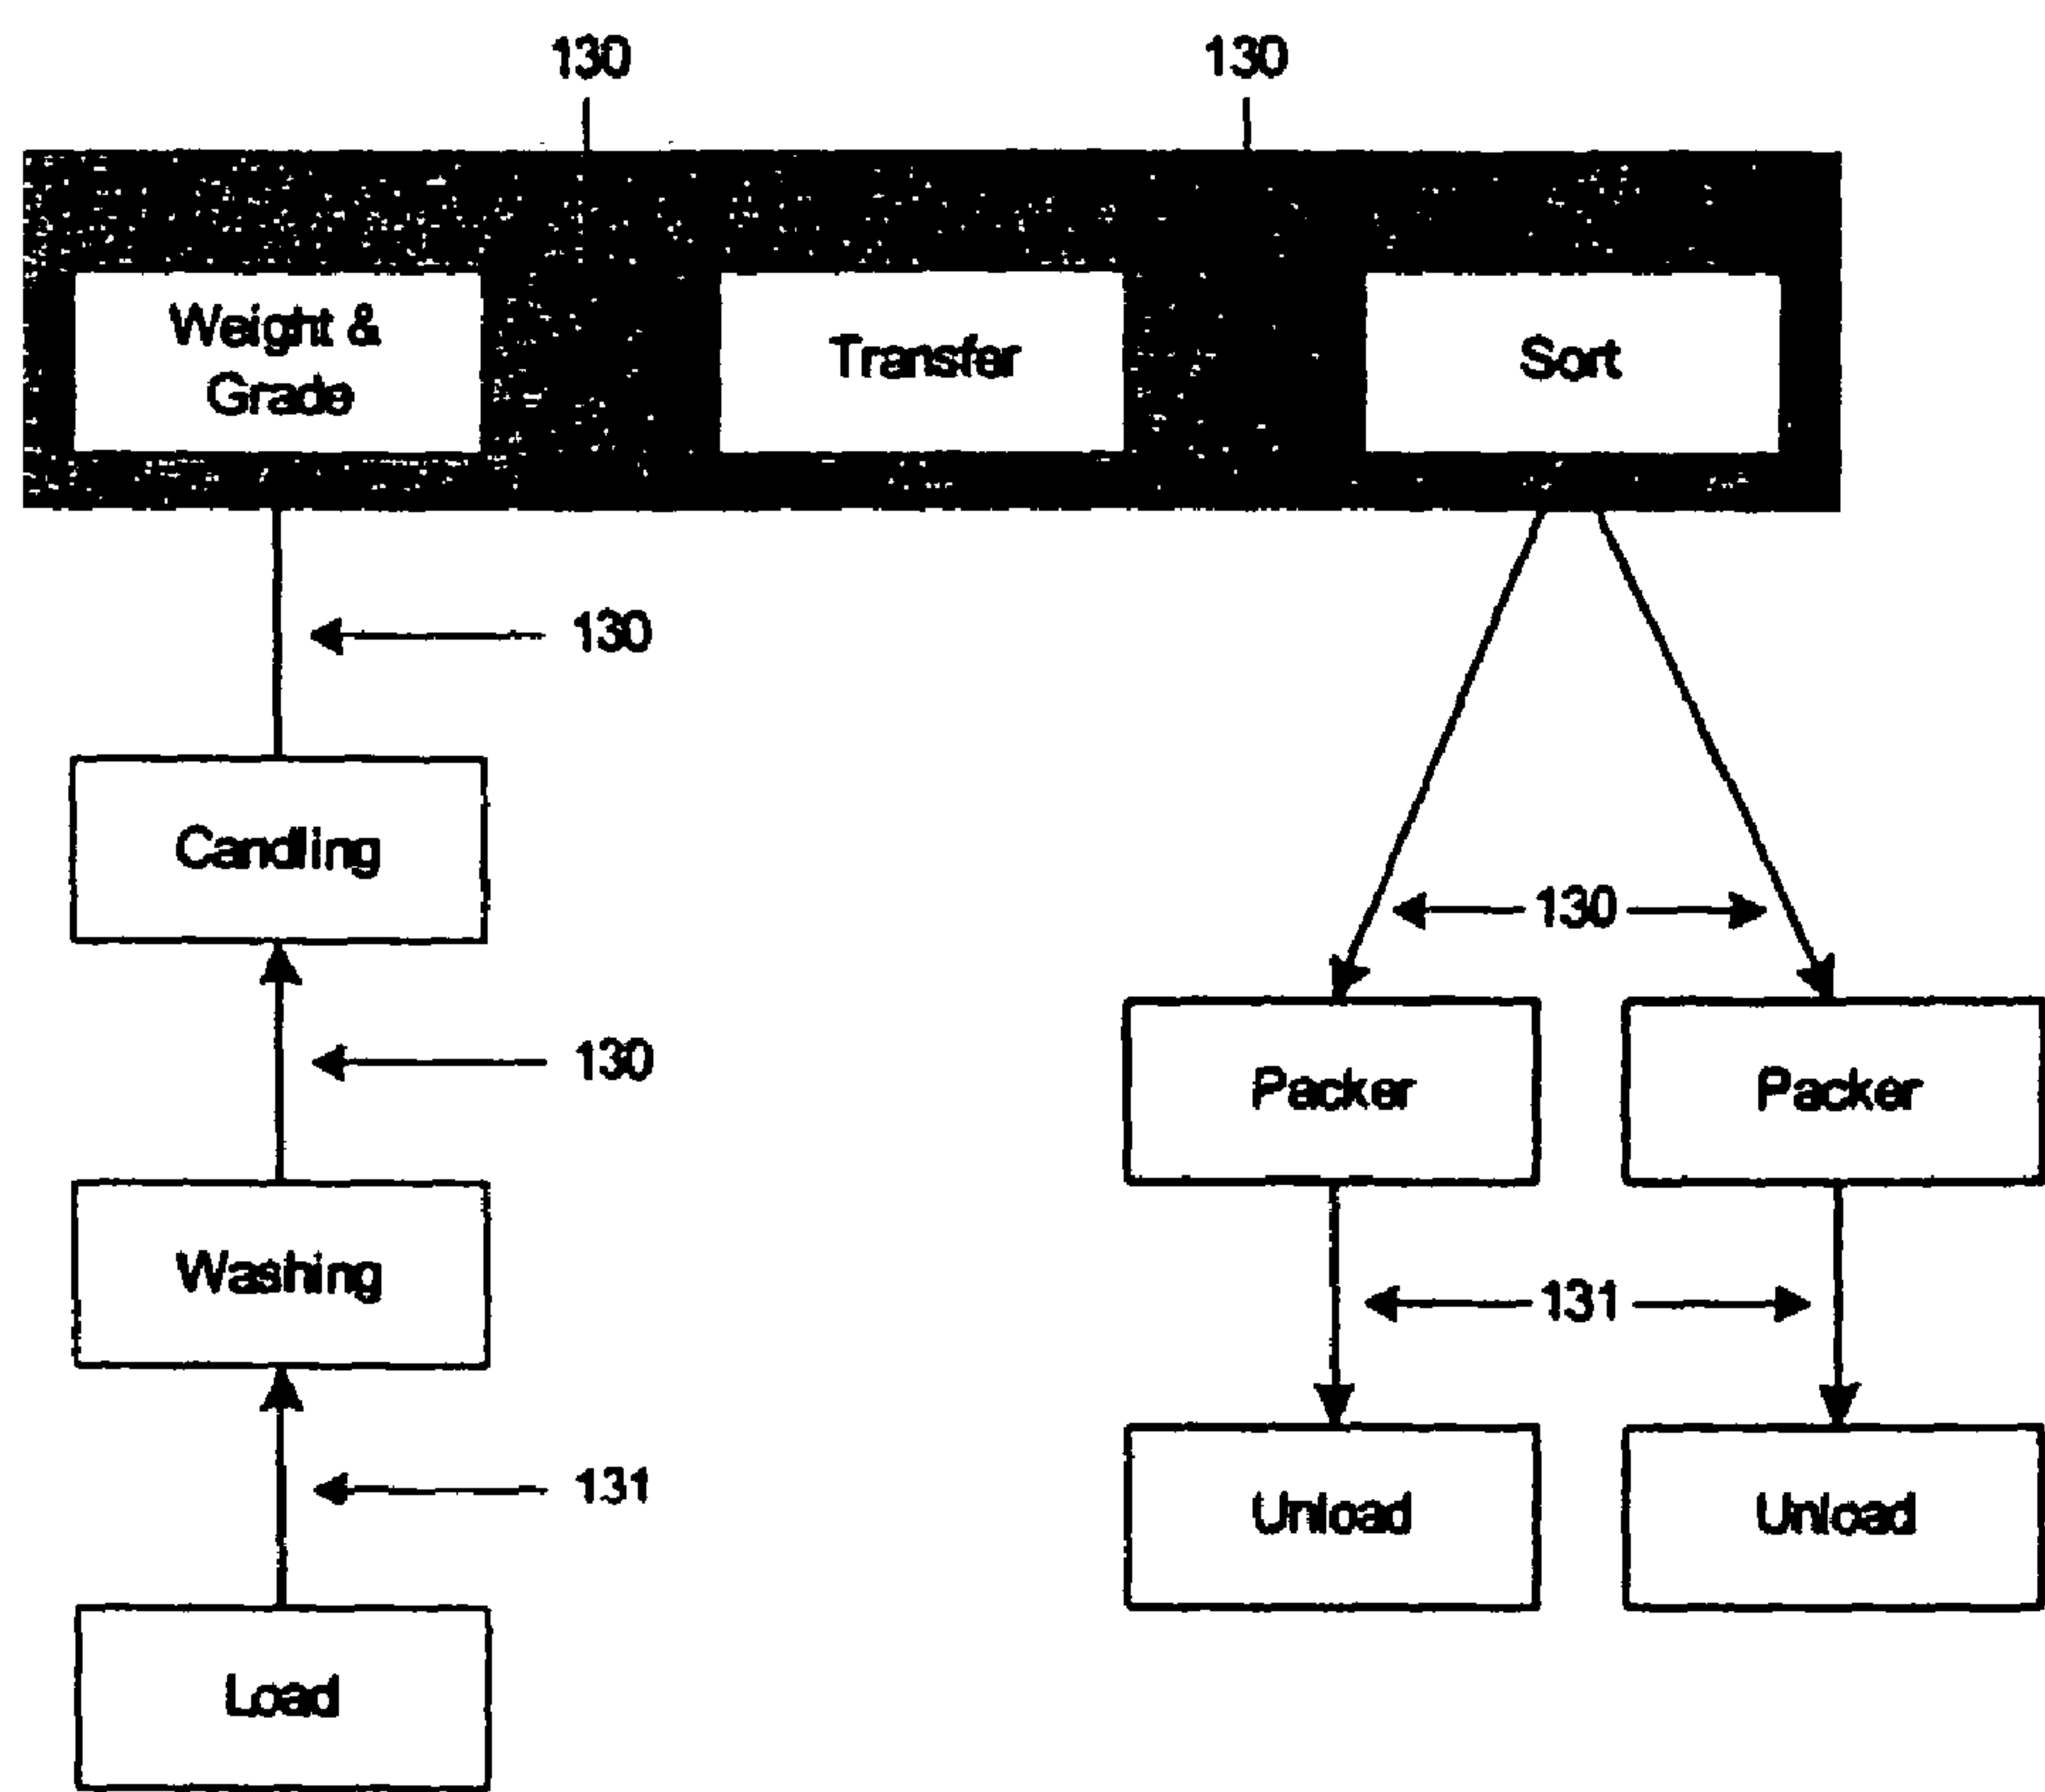 130
130
Weight &
Grade
Transfer
Sort
130
Candling
130
130
Packer
Packer
Washing
131
131
Unload
Unload
Load